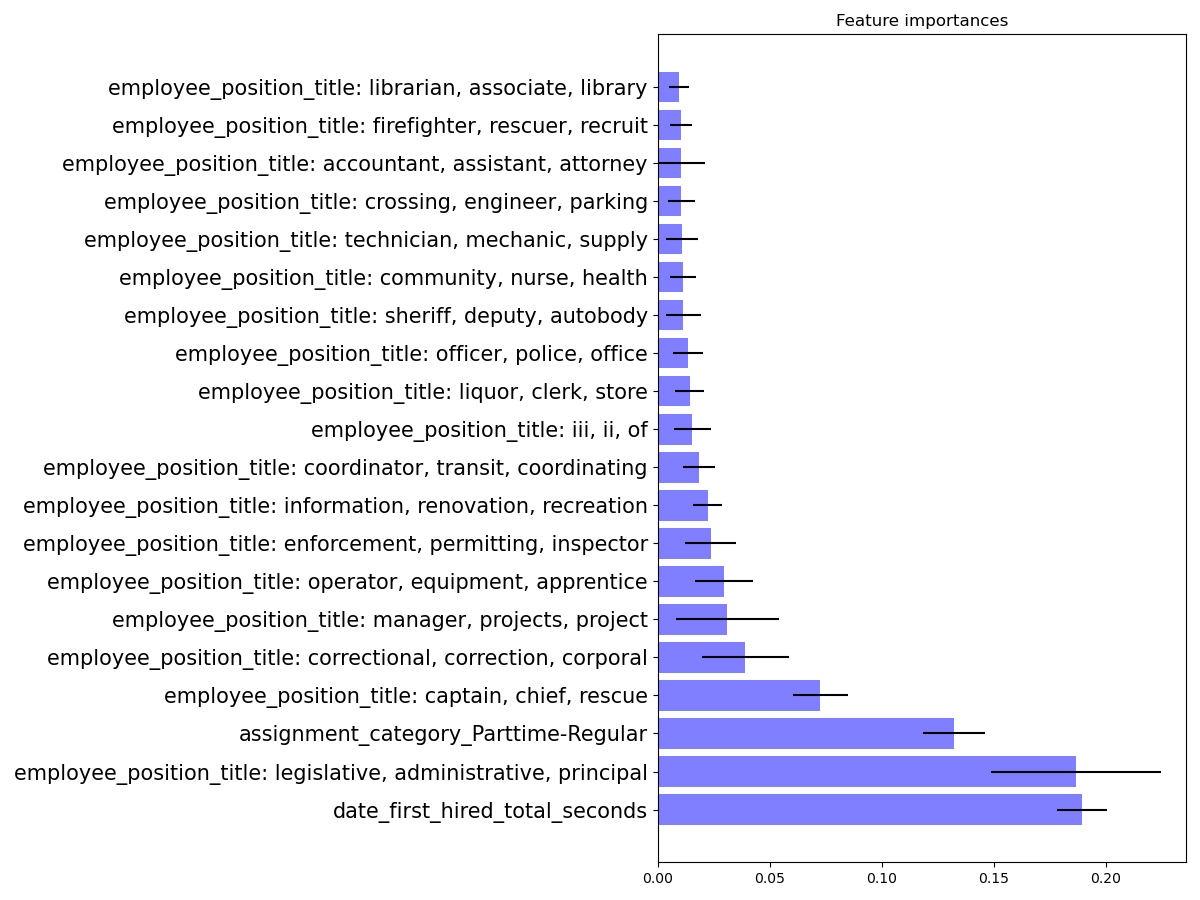 Feature importances
employee_position_title: librarian, associate, library
employee_position_title: firefighter, rescuer, recruit
employee_position_title: accountant, assistant, attorney
employee_position_title: crossing, engineer, parking
employee_position_title: technician, mechanic, supply
employee_position_title: community, nurse, health
employee_position_title: sheriff, deputy, autobody
employee_position_title: officer, police, office
employee_position_title: liquor, clerk, store
employee_position_title: iii, ii, of
employee_position_title: coordinator, transit, coordinating
employee_position_title: information, renovation, recreation
employee_position_title: enforcement, permitting, inspector
employee_position_title: operator, equipment, apprentice
employee_position_title: manager, projects, project
employee_position_title: correctional, correction, corporal
employee_position_title: captain, chief, rescue
assignment_category_Parttime-Regular
employee_position_title: legislative, administrative, principal
date_first_hired_total_seconds
0.00 0.05 0.10 0.15 0.20